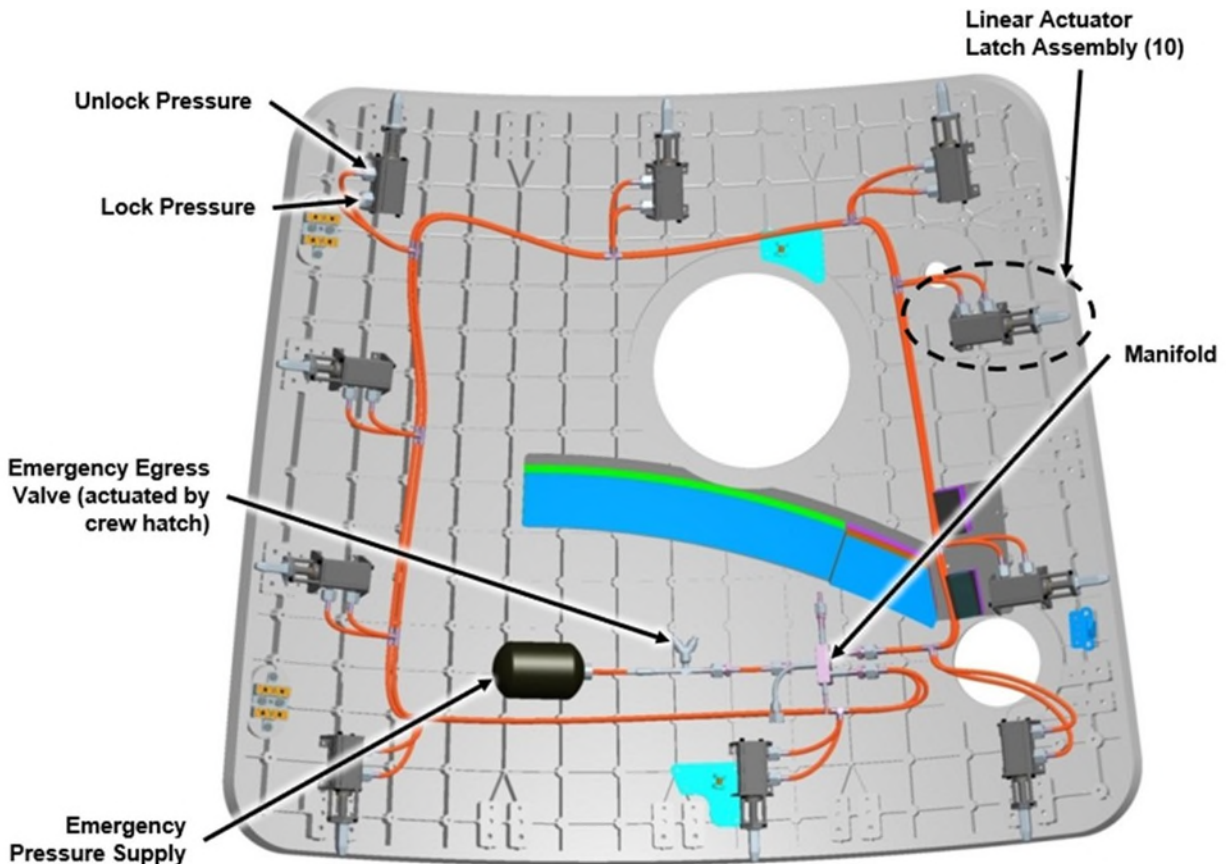 Linear Actuator
Latch Assembly (10)
Unlock Pressure
Lock Pressure
Manifold
Emergency Egress
Valve (actuated by
crew hatch)
Emergency
Pressure Supply